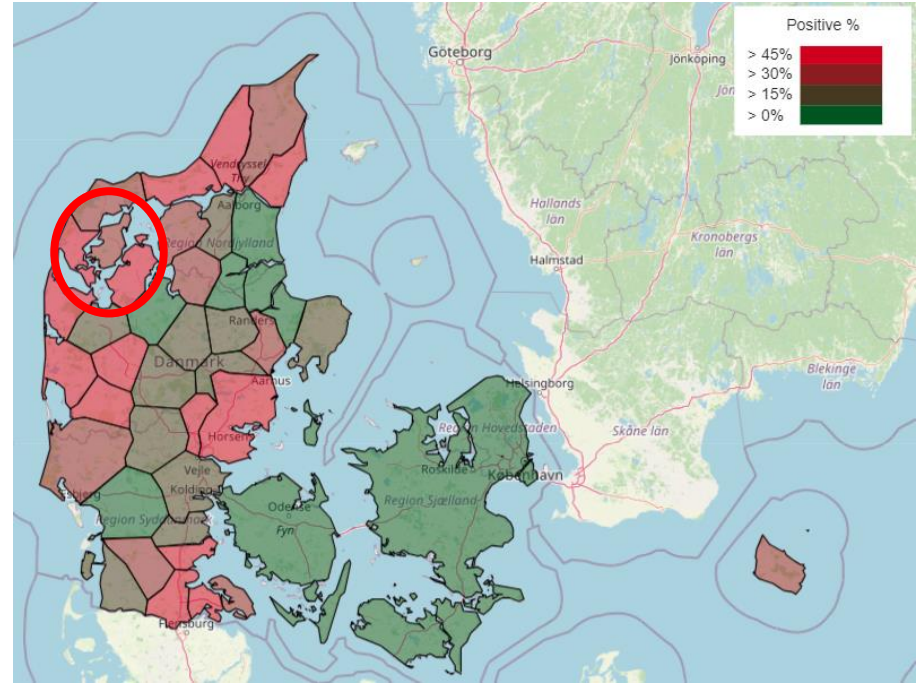 Positive %
> 45%
> 30%
> 15%
> 0%
Göteborg
Jönköping
Vendsyssel
Thy
Aalborg
Region Nordjylland
Hallands
län
Kronobergs
län
Halmstad
Randers
Danmark
Aarhus
Blekinge
län
Helsingborg
Region Hovedstaden
Skåne län
Horsens
Roskilde
København
Vejle
Kolding
Region Sjælland
Esbjerg
Odense
Region Syddanmark
Fyn
Flensburg